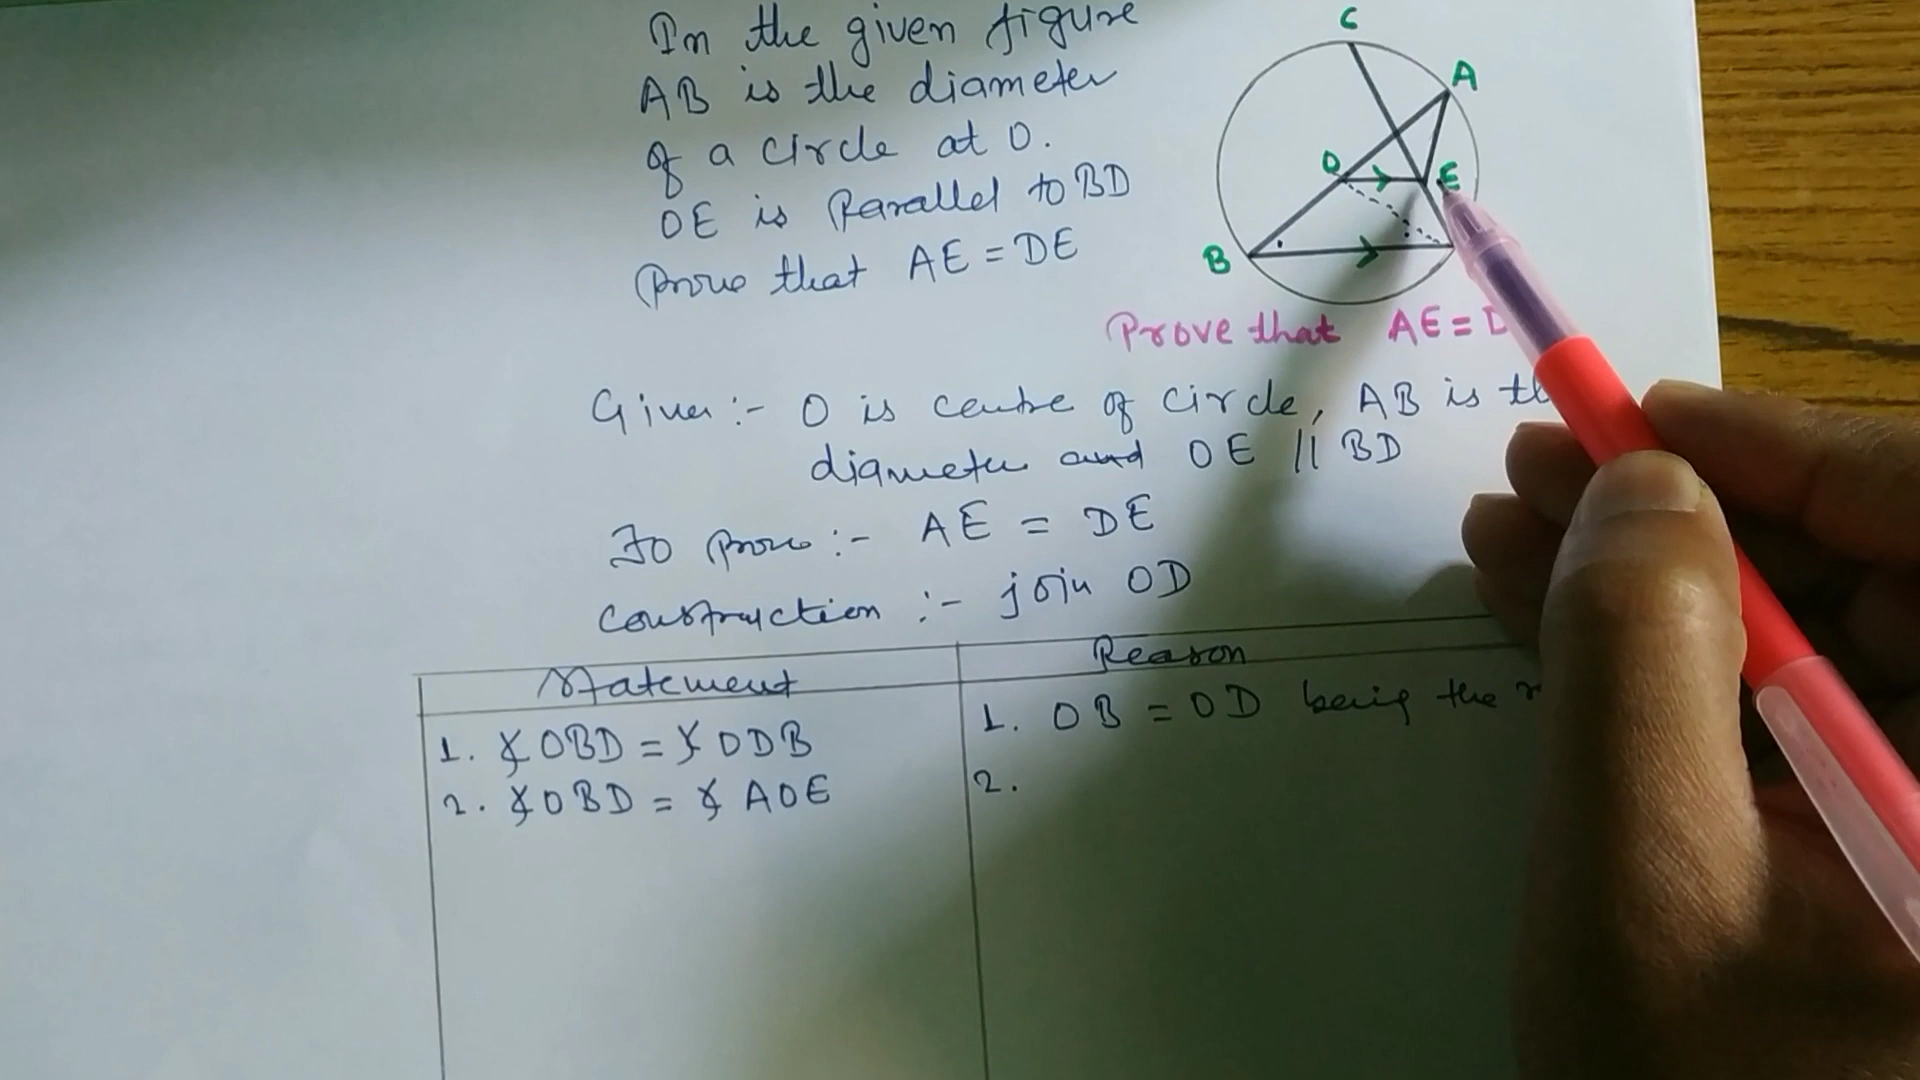 In the given figure
AB is the diameter
of a circle at O.
OE is Parallel to BD
Prove that AE = DE
C
A
O
E
B
Prove that AE =
Given :- O is centre of circle, AB is
diameter and OE || BD
To prove :- AE = DE
Construction :- join OD
Statement
Reason
1. ∠OBD = ∠ODB
1. OB = OD being the
2. ∠OBD = ∠AOE
2.